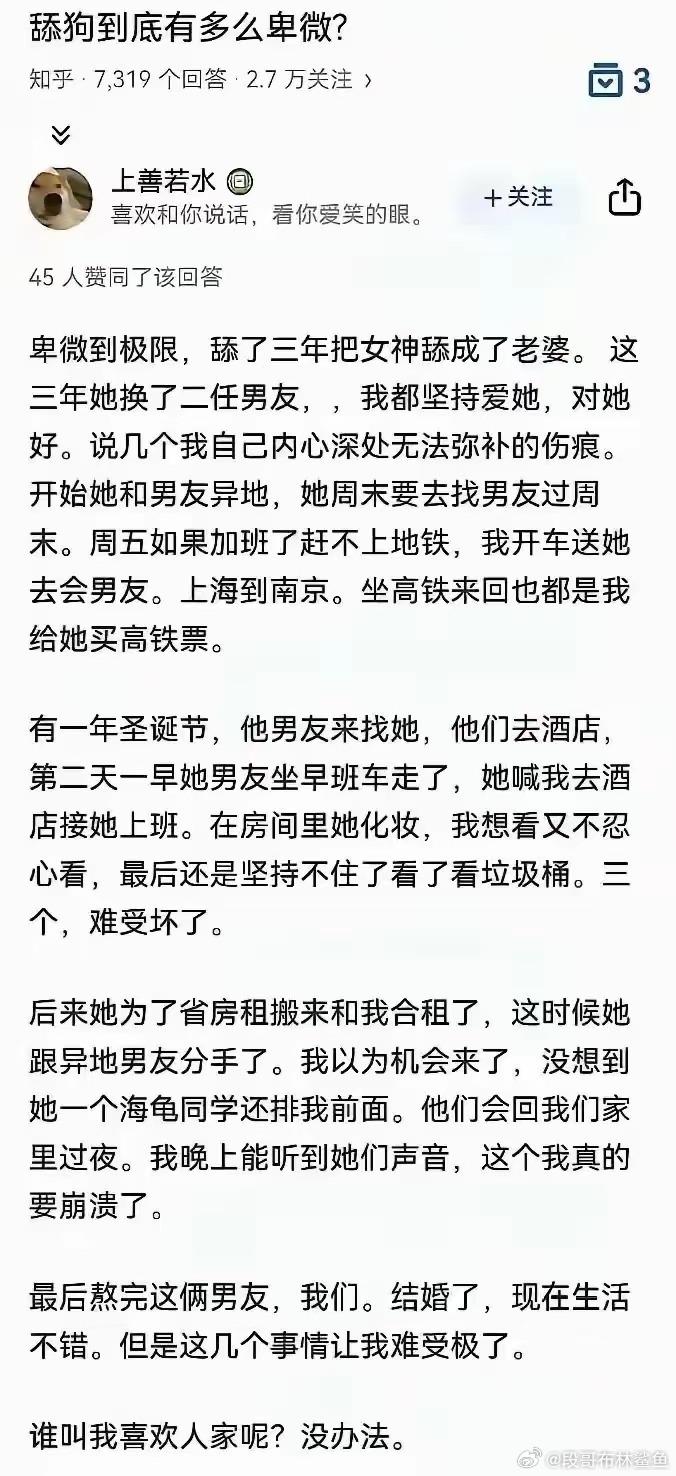 舔狗到底有多么卑微?
知乎 · 7,319 个回答 · 2.7 万关注 ›
3
上善若水
+关注
喜欢和你说话，看你爱笑的眼。
45 人赞同了该回答
卑微到极限，舔了三年把女神舔成了老婆。 这
三年她换了二任男友，，我都坚持爱她，对她
好。说几个我自己内心深处无法弥补的伤痕。
开始她和男友异地，她周末要去找男友过周
末。周五如果加班了赶不上地铁，我开车送她
去会男友。上海到南京。坐高铁来回也都是我
给她买高铁票。
有一年圣诞节，他男友来找她，他们去酒店，
第二天一早她男友坐早班车走了，她喊我去酒
店接她上班。在房间里她化妆，我想看又不忍
心看，最后还是坚持不住了看了看垃圾桶。三
个，难受坏了。
后来她为了省房租搬来和我合租了，这时候她
跟异地男友分手了。我以为机会来了，没想到
她一个海龟同学还排我前面。他们会回我们家
里过夜。我晚上能听到她们声音，这个我真的
要崩溃了。
最后熬完这俩男友，我们。结婚了，现在生活
不错。但是这几个事情让我难受极了。
谁叫我喜欢人家呢？没办法。
@段哥布林鲨鱼